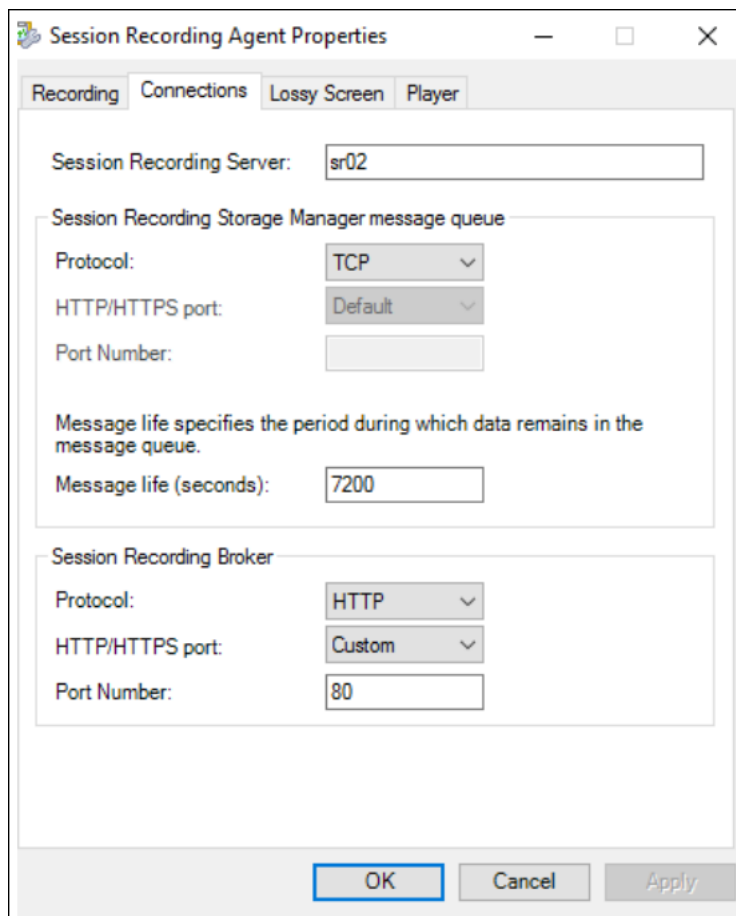 Session Recording Agent Properties
Recording Connections Lossy Screen Player
Session Recording Server: sr02
Session Recording Storage Manager message queue
Protocol: TCP
HTTP/HTTPS port: Default
Port Number:
Message life specifies the period during which data remains in the
message queue.
Message life (seconds): 7200
Session Recording Broker
Protocol: HTTP
HTTP/HTTPS port: Custom
Port Number: 80
OK Cancel Apply